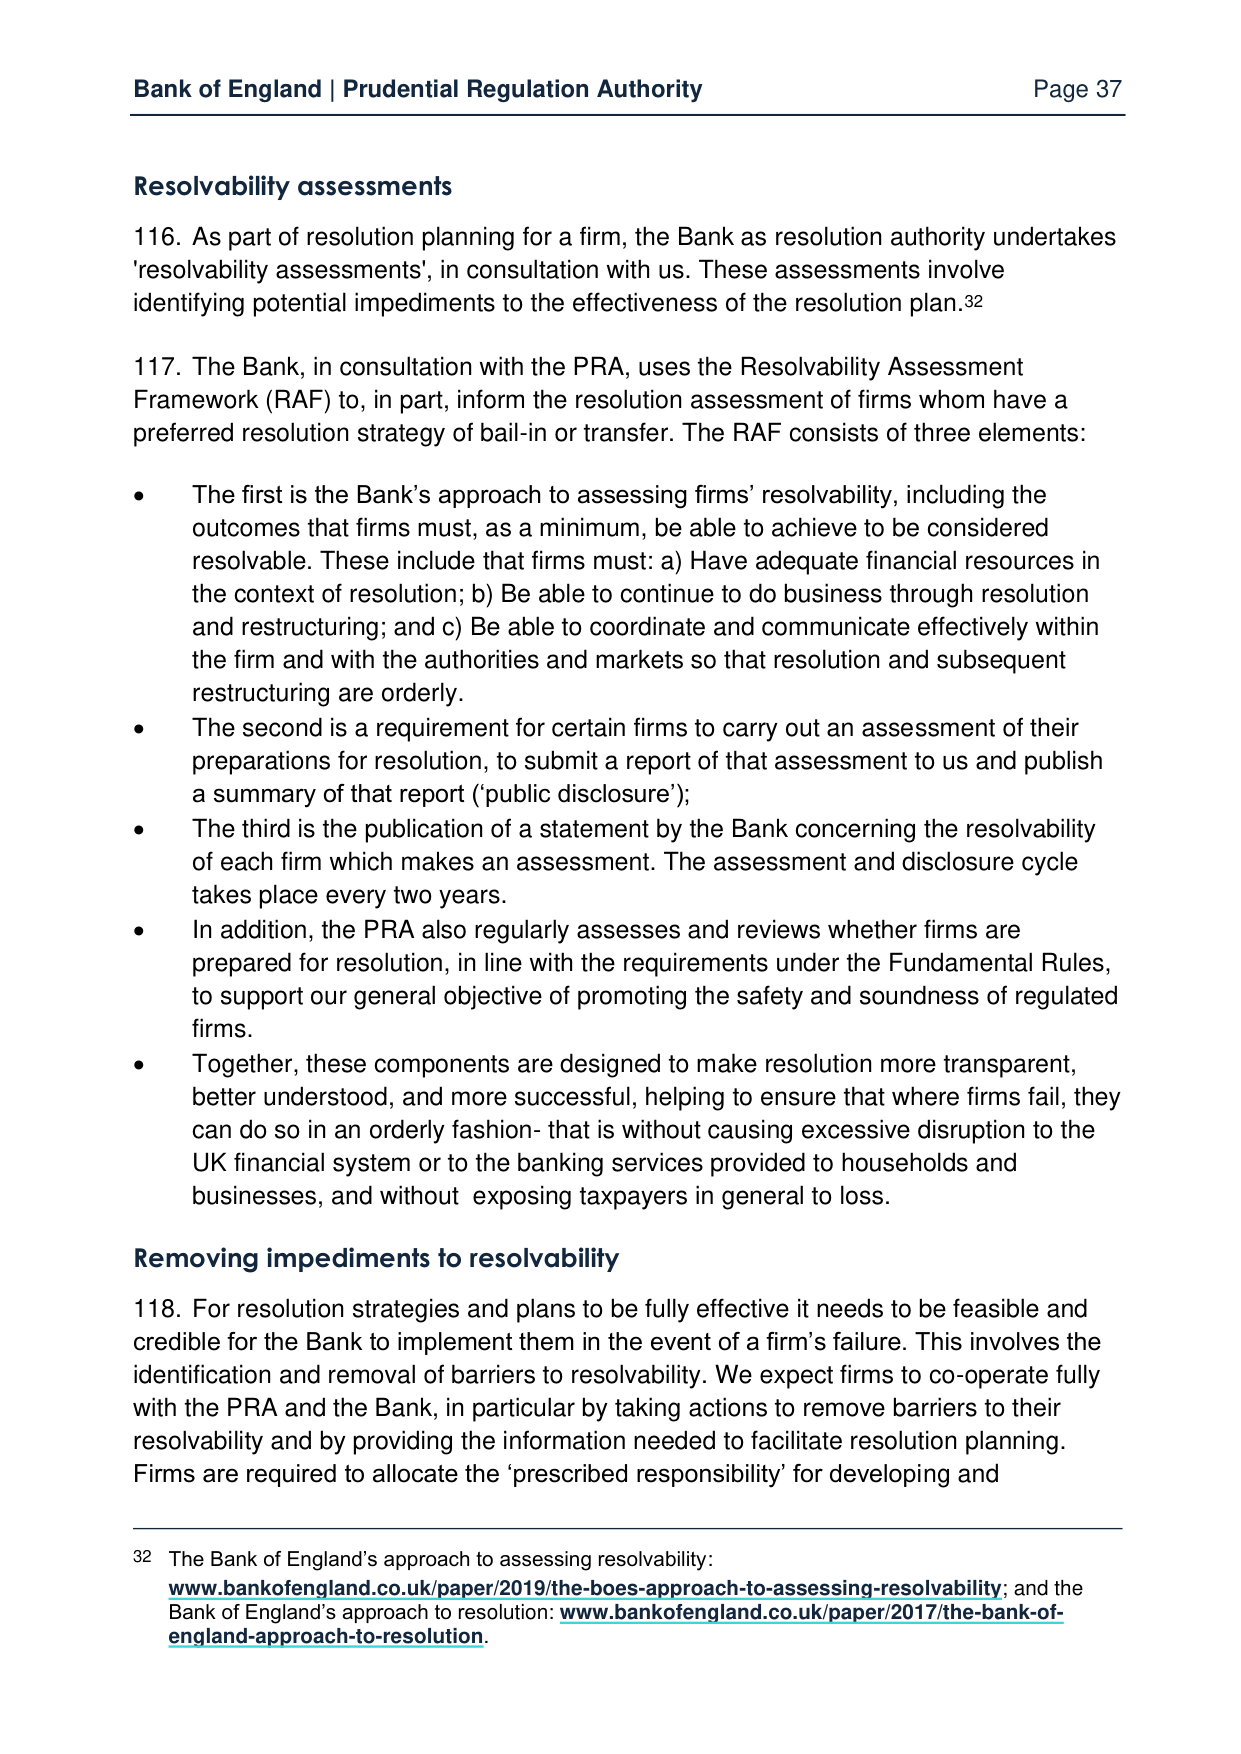 Bank of England | Prudential Regulation Authority Page 37
Resolvability assessments
116. As part of resolution planning for a firm, the Bank as resolution authority undertakes
'resolvability assessments', in consultation with us. These assessments involve
identifying potential impediments to the effectiveness of the resolution plan.32
117. The Bank, in consultation with the PRA, uses the Resolvability Assessment
Framework (RAF) to, in part, inform the resolution assessment of firms whom have a
preferred resolution strategy of bail-in or transfer. The RAF consists of three elements:
• The first is the Bank’s approach to assessing firms’ resolvability, including the
outcomes that firms must, as a minimum, be able to achieve to be considered
resolvable. These include that firms must: a) Have adequate financial resources in
the context of resolution; b) Be able to continue to do business through resolution
and restructuring; and c) Be able to coordinate and communicate effectively within
the firm and with the authorities and markets so that resolution and subsequent
restructuring are orderly.
• The second is a requirement for certain firms to carry out an assessment of their
preparations for resolution, to submit a report of that assessment to us and publish
a summary of that report (‘public disclosure’);
• The third is the publication of a statement by the Bank concerning the resolvability
of each firm which makes an assessment. The assessment and disclosure cycle
takes place every two years.
• In addition, the PRA also regularly assesses and reviews whether firms are
prepared for resolution, in line with the requirements under the Fundamental Rules,
to support our general objective of promoting the safety and soundness of regulated
firms.
• Together, these components are designed to make resolution more transparent,
better understood, and more successful, helping to ensure that where firms fail, they
can do so in an orderly fashion- that is without causing excessive disruption to the
UK financial system or to the banking services provided to households and
businesses, and without  exposing taxpayers in general to loss.
Removing impediments to resolvability
118. For resolution strategies and plans to be fully effective it needs to be feasible and
credible for the Bank to implement them in the event of a firm’s failure. This involves the
identification and removal of barriers to resolvability. We expect firms to co-operate fully
with the PRA and the Bank, in particular by taking actions to remove barriers to their
resolvability and by providing the information needed to facilitate resolution planning.
Firms are required to allocate the ‘prescribed responsibility’ for developing and
32 The Bank of England’s approach to assessing resolvability:
www.bankofengland.co.uk/paper/2019/the-boes-approach-to-assessing-resolvability; and the
Bank of England’s approach to resolution: www.bankofengland.co.uk/paper/2017/the-bank-of-
england-approach-to-resolution.